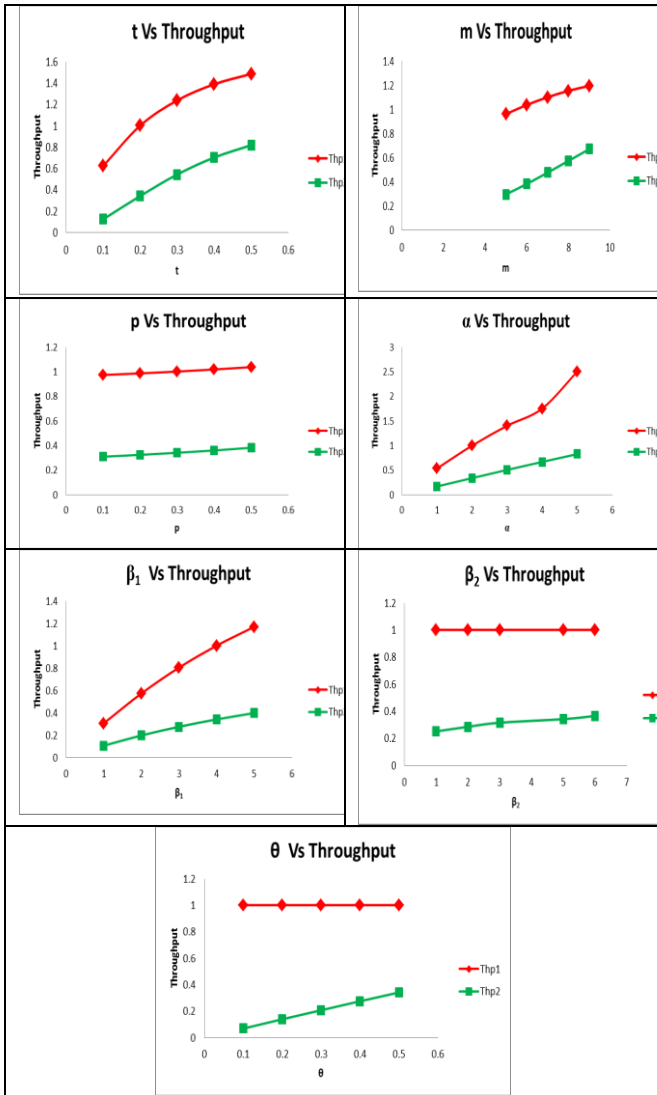 t Vs Throughput
Throughput
1.6
1.4
1.2
1
0.8
0.6
0.4
0.2
0
0 0.1 0.2 0.3 0.4 0.5 0.6
t
Thp
Thp
m Vs Throughput
Throughput
1.4
1.2
1
0.8
0.6
0.4
0.2
0
0 2 4 6 8 10
m
Thp
Thp
p Vs Throughput
Throughput
1.2
1
0.8
0.6
0.4
0.2
0
0 0.1 0.2 0.3 0.4 0.5 0.6
p
Thp
Thp
α Vs Throughput
Throughput
3
2.5
2
1.5
1
0.5
0
0 1 2 3 4 5 6
α
Thp
Thp
β₁ Vs Throughput
Throughput
1.4
1.2
1
0.8
0.6
0.4
0.2
0
0 1 2 3 4 5 6
β₁
Thp
Thp
β₂ Vs Throughput
Throughput
1.2
1
0.8
0.6
0.4
0.2
0
0 1 2 3 4 5 6 7
β₂
θ Vs Throughput
Throughput
1.2
1
0.8
0.6
0.4
0.2
0
0 0.1 0.2 0.3 0.4 0.5 0.6
θ
Thp1
Thp2